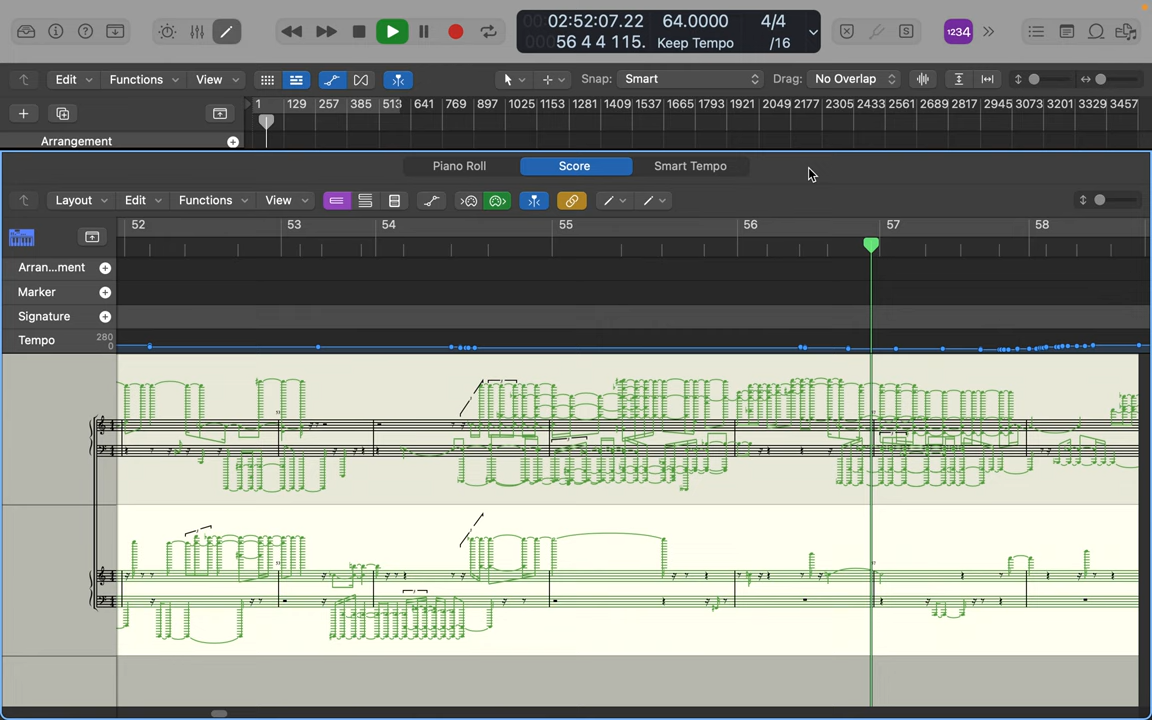 02:52:07.22 64.0000 4/4
56 4 4 115. Keep Tempo /16
1234
Edit Functions View Snap: Smart Drag: No Overlap
1 129 257 385 513 641 769 897 1025 1153 1281 1409 1537 1665 1793 1921 2049 2177 2305 2433 2561 2689 2817 2945 3073 3201 3329 3457
Arrangement
Piano Roll Score Smart Tempo
Layout Edit Functions View
52 53 54 55 56 57 58
Arran...ment
Marker
Signature
Tempo 280
0